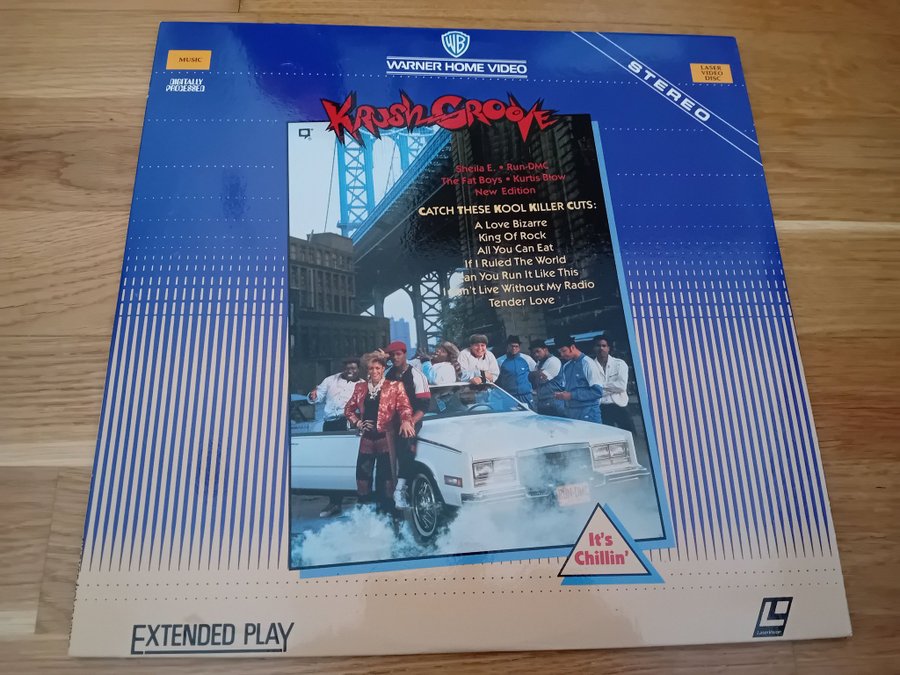 MUSIC
DIGITALLY
PROCESSED
WB
WARNER HOME VIDEO
STEREO
LASER
VIDEO
DISC
KRUSH GROOVE
Sheila E. • Run-DMC
The Fat Boys • Kurtis Blow
New Edition
CATCH THESE KOOL KILLER CUTS:
A Love Bizarre
King Of Rock
All You Can Eat
If I Ruled The World
Can You Run It Like This
I Can't Live Without My Radio
Tender Love
RUN-DMC
It's
Chillin'
EXTENDED PLAY
LaserVision